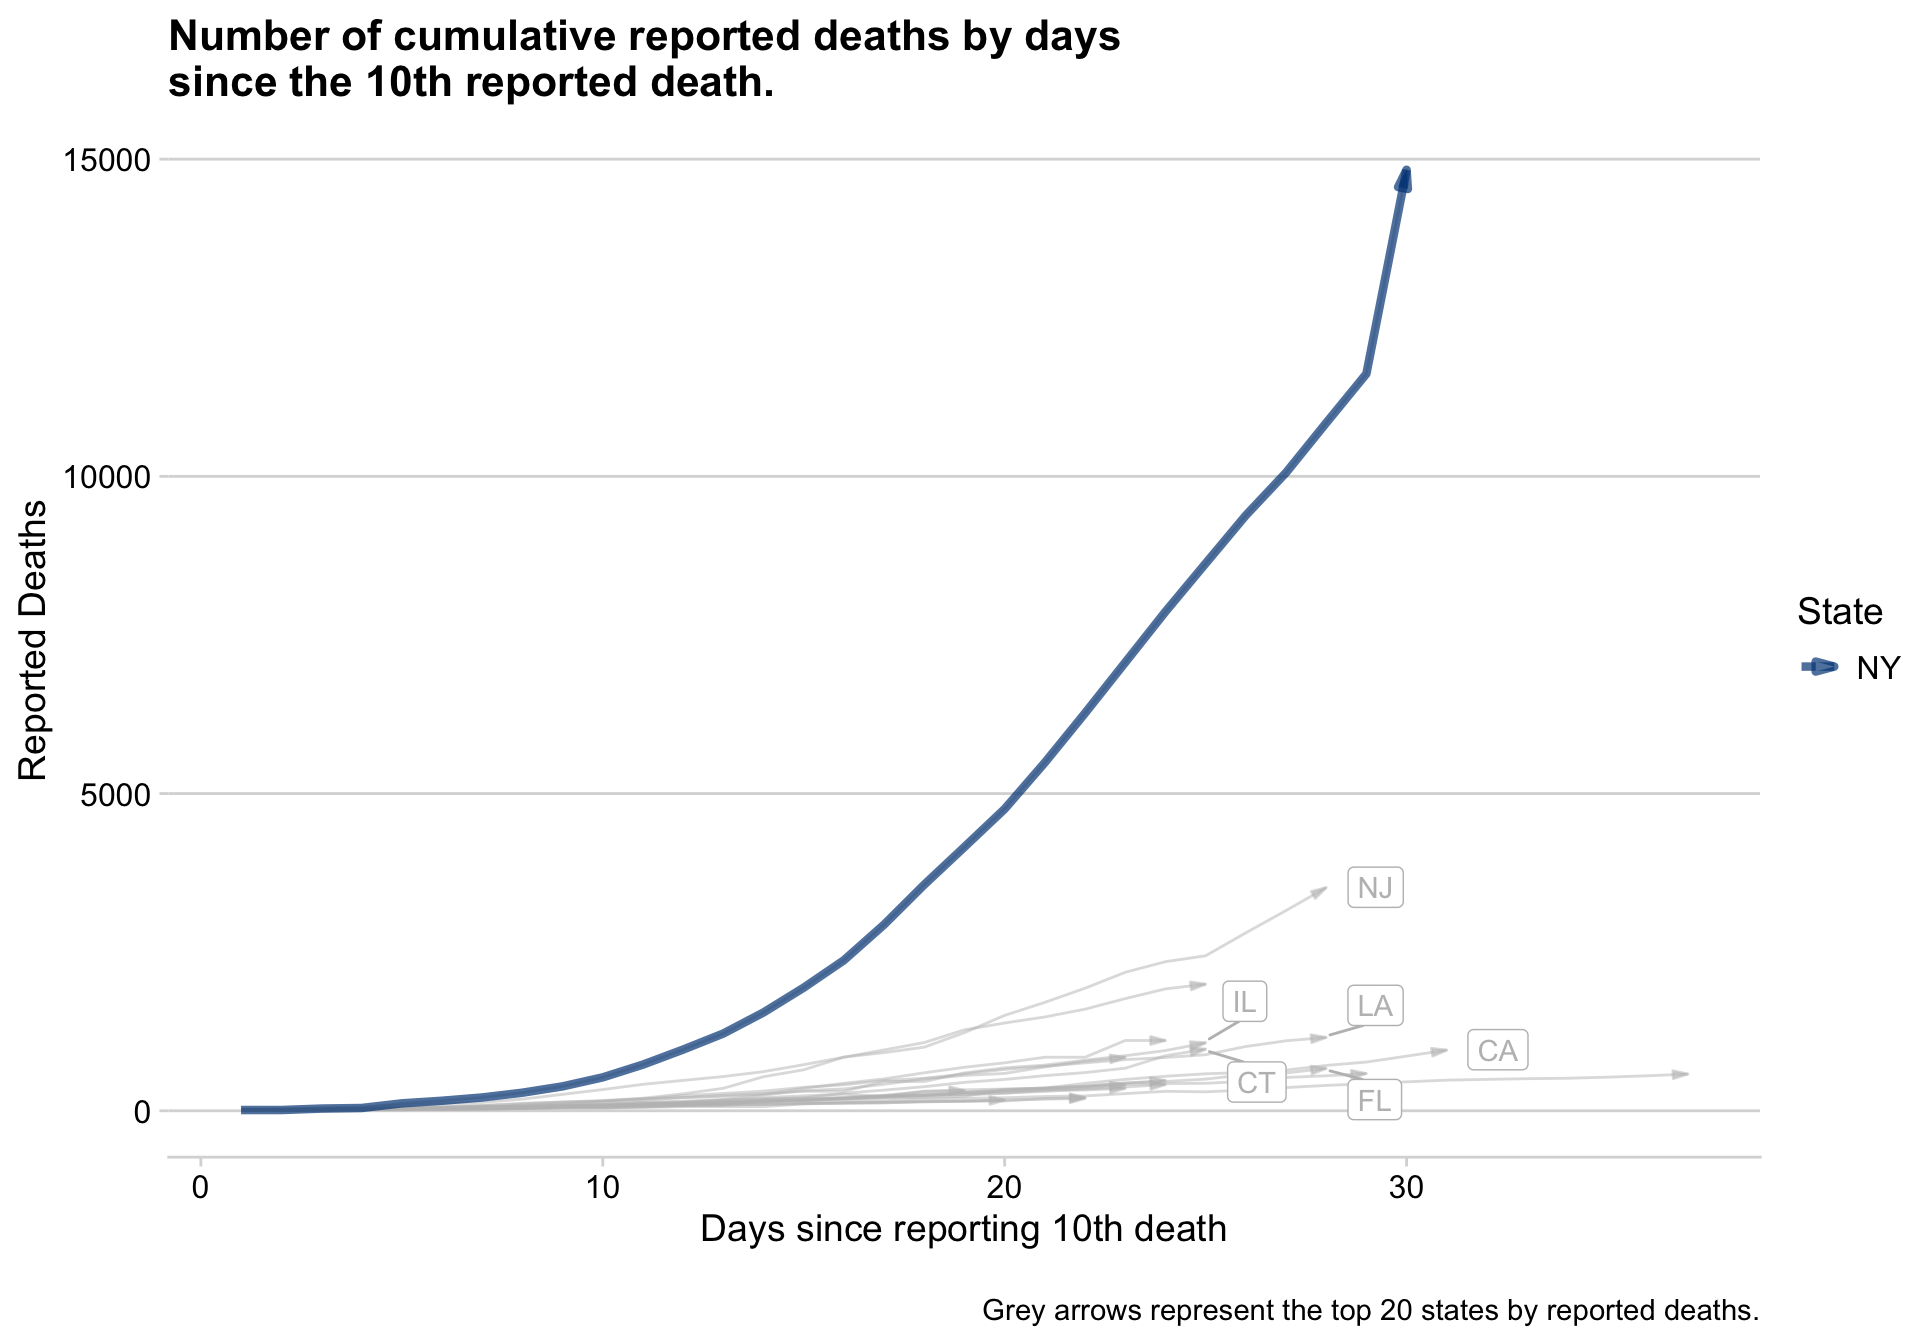 Number of cumulative reported deaths by days
since the 10th reported death.
15000
10000
5000
0
Reported Deaths
NJ
IL
LA
CA
CT
FL
State
NY
0
10
20
30
Days since reporting 10th death
Grey arrows represent the top 20 states by reported deaths.